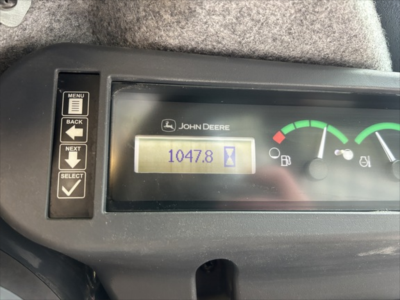 MENU
BACK
NEXT
SELECT
JOHN DEERE
1047.8